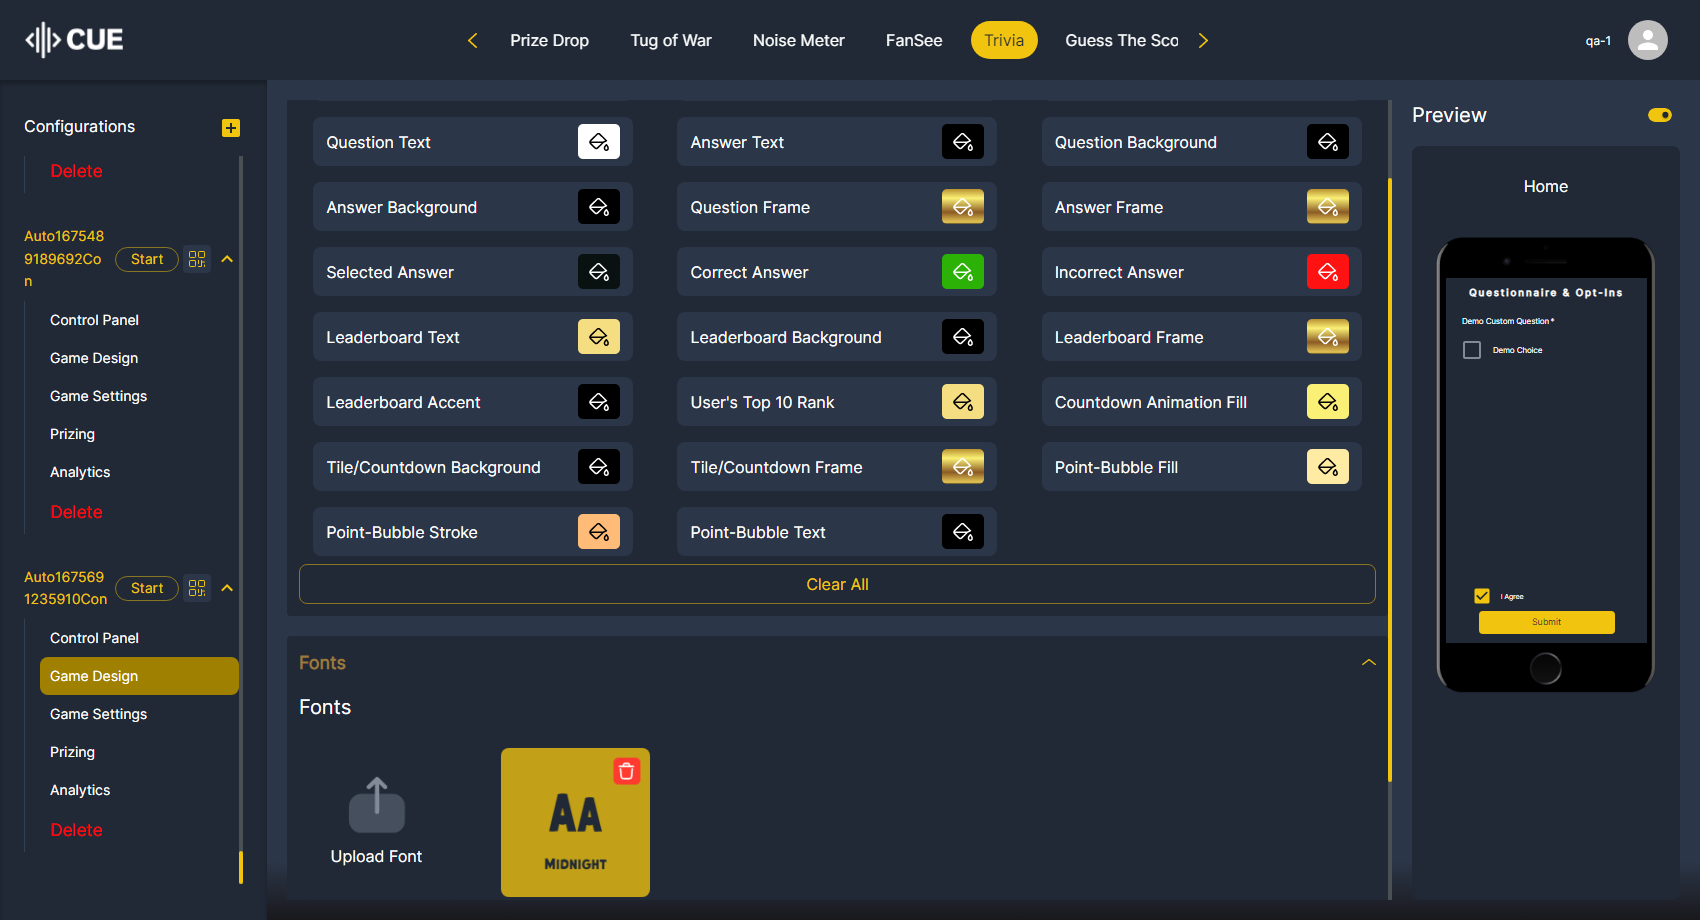 CUE
Prize Drop
Tug of War
Noise Meter
FanSee
Trivia
Guess The Sco
qa-1
Configurations
Delete
Auto167548
9189692Co
n
Start
Control Panel
Game Design
Game Settings
Prizing
Analytics
Delete
Auto167569
1235910Con
Start
Control Panel
Game Design
Game Settings
Prizing
Analytics
Delete
Question Text
Answer Text
Question Background
Answer Background
Question Frame
Answer Frame
Selected Answer
Correct Answer
Incorrect Answer
Leaderboard Text
Leaderboard Background
Leaderboard Frame
Leaderboard Accent
User's Top 10 Rank
Countdown Animation Fill
Tile/Countdown Background
Tile/Countdown Frame
Point-Bubble Fill
Point-Bubble Stroke
Point-Bubble Text
Clear All
Fonts
Fonts
Upload Font
AA
MIDNIGHT
Preview
Home
Questionnaire & Opt-Ins
Demo Custom Question *
Demo Choice
I Agree
Submit